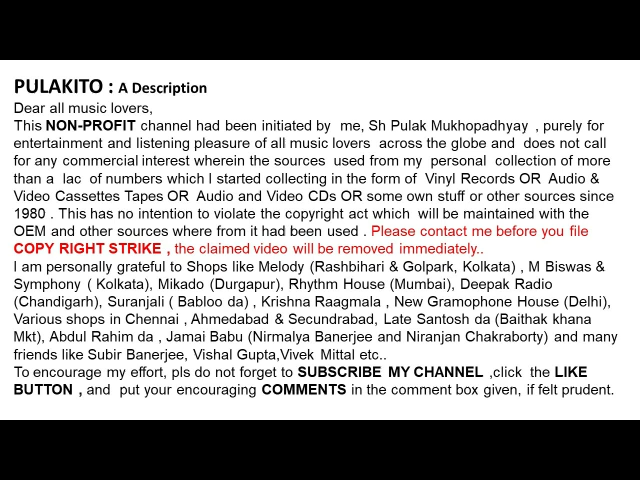 PULAKITO : A Description
Dear all music lovers,
This NON-PROFIT channel had been initiated by me, Sh Pulak Mukhopadhyay , purely for
entertainment and listening pleasure of all music lovers across the globe and does not call
for any commercial interest wherein the sources used from my personal collection of more
than a lac of numbers which I started collecting in the form of Vinyl Records OR Audio &
Video Cassettes Tapes OR Audio and Video CDs OR some own stuff or other sources since
1980 . This has no intention to violate the copyright act which will be maintained with the
OEM and other sources where from it had been used . Please contact me before you file
COPY RIGHT STRIKE , the claimed video will be removed immediately..
I am personally grateful to Shops like Melody (Rashbihari & Golpark, Kolkata) , M Biswas &
Symphony ( Kolkata), Mikado (Durgapur), Rhythm House (Mumbai), Deepak Radio
(Chandigarh), Suranjali ( Babloo da) , Krishna Raagmala , New Gramophone House (Delhi),
Various shops in Chennai , Ahmedabad & Secundrabad, Late Santosh da (Baithak khana
Mkt), Abdul Rahim da , Jamai Babu (Nirmalya Banerjee and Niranjan Chakraborty) and many
friends like Subir Banerjee, Vishal Gupta,Vivek Mittal etc..
To encourage my effort, pls do not forget to SUBSCRIBE MY CHANNEL ,click the LIKE
BUTTON , and put your encouraging COMMENTS in the comment box given, if felt prudent.